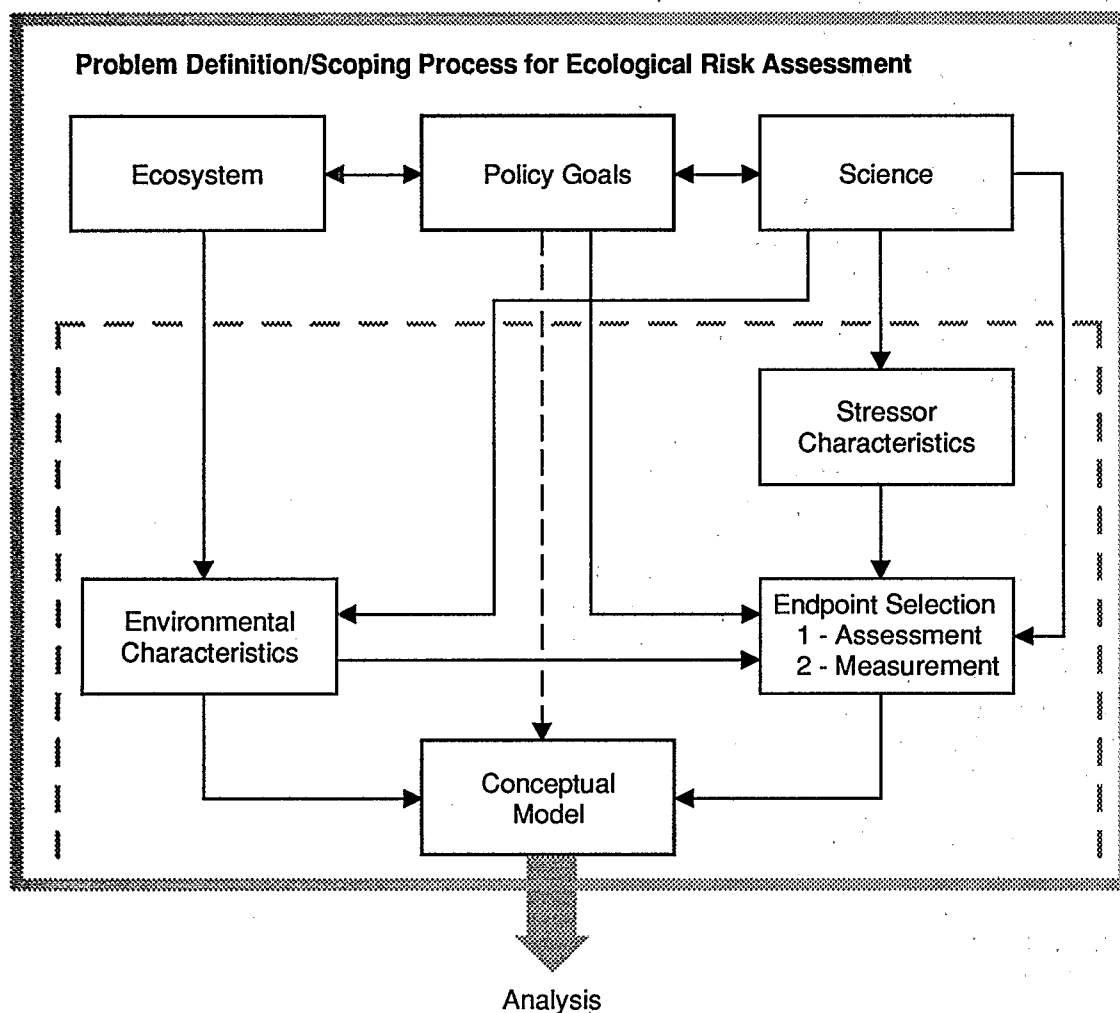 Problem Definition/Scoping Process for Ecological Risk Assessment
Ecosystem
Policy Goals
Science
Stressor
Characteristics
Environmental
Characteristics
Endpoint Selection
1 - Assessment
2 - Measurement
Conceptual
Model
Analysis